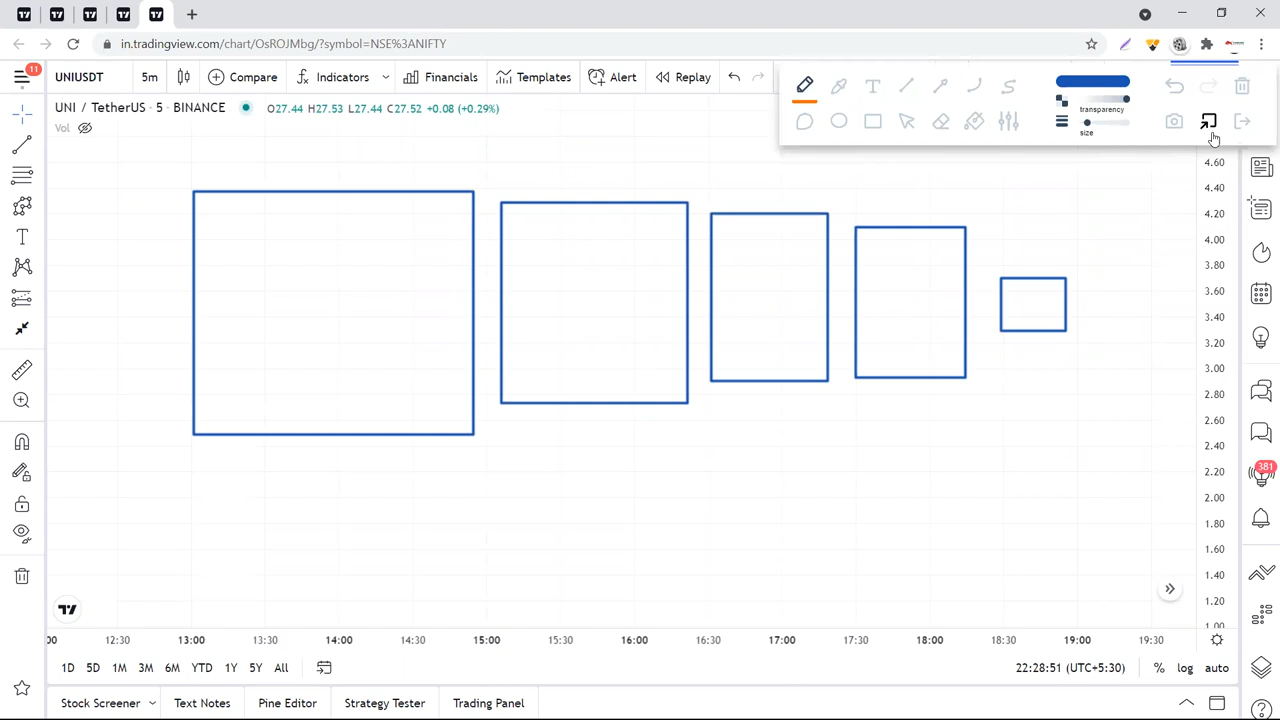 in.tradingview.com/chart/OsROJMbg/?symbol=NSE%3ANIFTY
11
UNIUSDT
5m
Compare
Indicators
Financials
Templates
Alert
Replay
transparency
size
UNI / TetherUS · 5 · BINANCE
O27.44 H27.53 L27.44 C27.52 +0.08 (+0.29%)
Vol
4.60
4.40
4.20
4.00
3.80
3.60
3.40
3.20
3.00
2.80
2.60
2.40
2.20
2.00
1.80
1.60
1.40
1.20
1.00
381
:00 12:30 13:00 13:30 14:00 14:30 15:00 15:30 16:00 16:30 17:00 17:30 18:00 18:30 19:00 19:30
1D 5D 1M 3M 6M YTD 1Y 5Y All
22:28:51 (UTC+5:30)
% log auto
Stock Screener
Text Notes
Pine Editor
Strategy Tester
Trading Panel